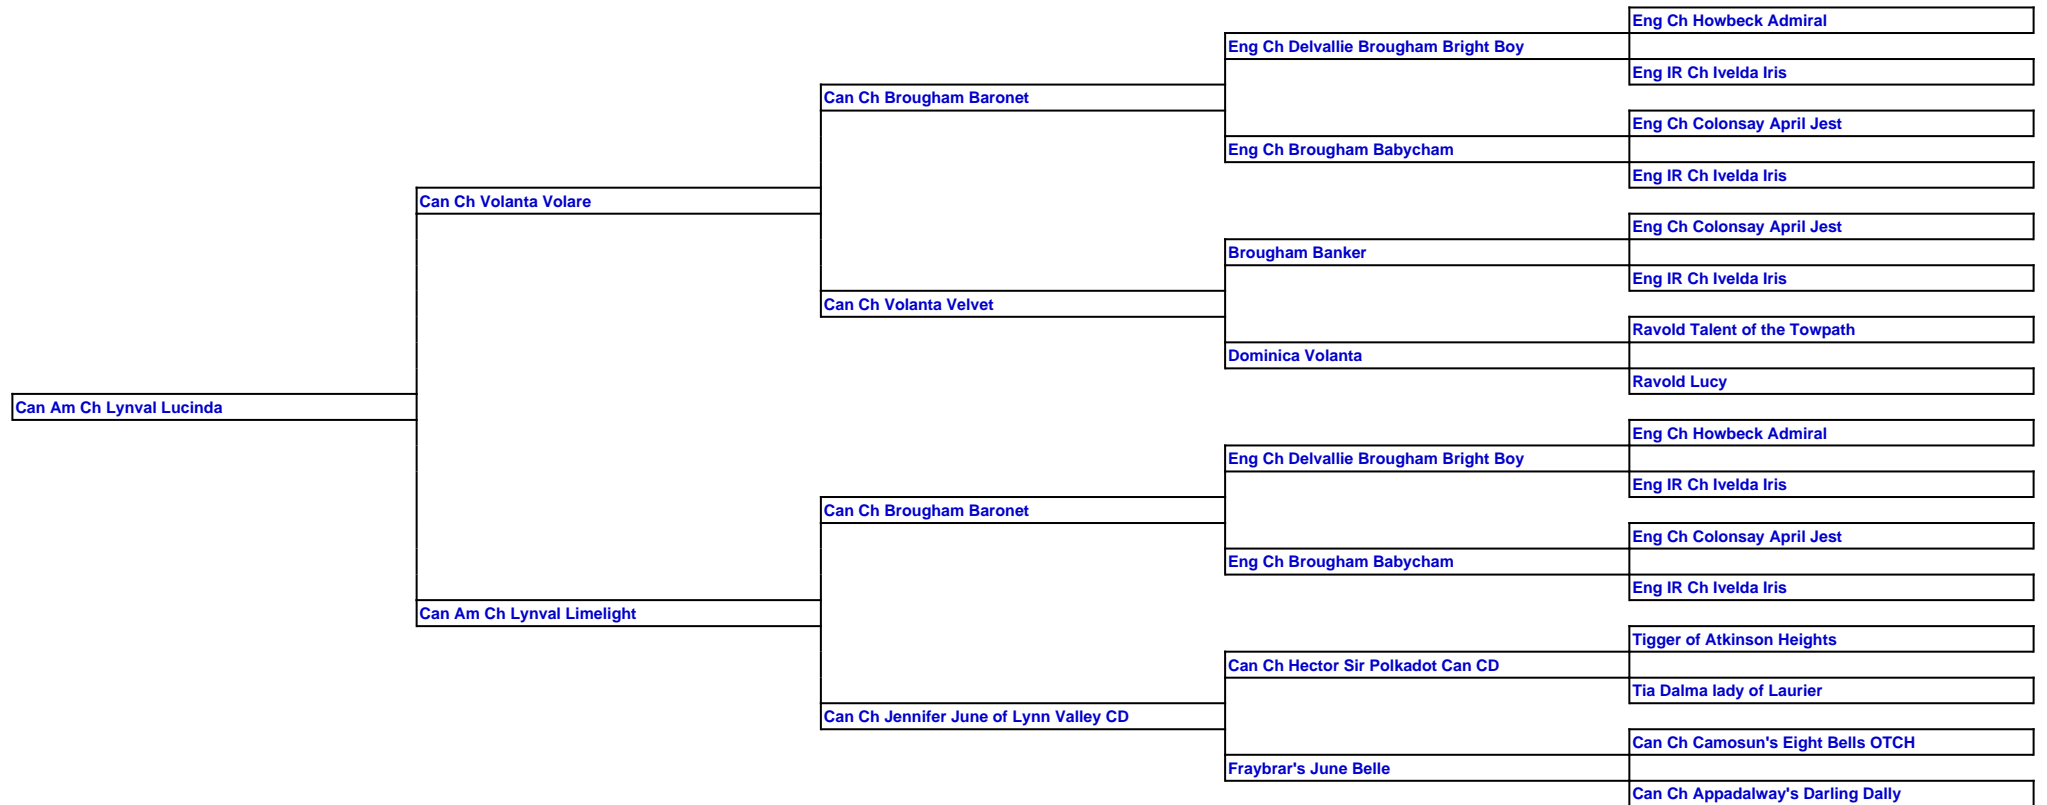 Eng Ch Howbeck Admiral
Eng Ch Delvallie Brougham Bright Boy
Eng IR Ch Ivelda Iris
Can Ch Brougham Baronet
Eng Ch Colonsay April Jest
Eng Ch Brougham Babycham
Eng IR Ch Ivelda Iris
Can Ch Volanta Volare
Eng Ch Colonsay April Jest
Brougham Banker
Eng IR Ch Ivelda Iris
Can Ch Volanta Velvet
Ravold Talent of the Towpath
Dominica Volanta
Ravold Lucy
Can Am Ch Lynval Lucinda
Eng Ch Howbeck Admiral
Eng Ch Delvallie Brougham Bright Boy
Eng IR Ch Ivelda Iris
Can Ch Brougham Baronet
Eng Ch Colonsay April Jest
Eng Ch Brougham Babycham
Eng IR Ch Ivelda Iris
Can Am Ch Lynval Limelight
Tigger of Atkinson Heights
Can Ch Hector Sir Polkadot Can CD
Tia Dalma lady of Laurier
Can Ch Jennifer June of Lynn Valley CD
Can Ch Camosun's Eight Bells OTCH
Fraybrar's June Belle
Can Ch Appadalway's Darling Dally